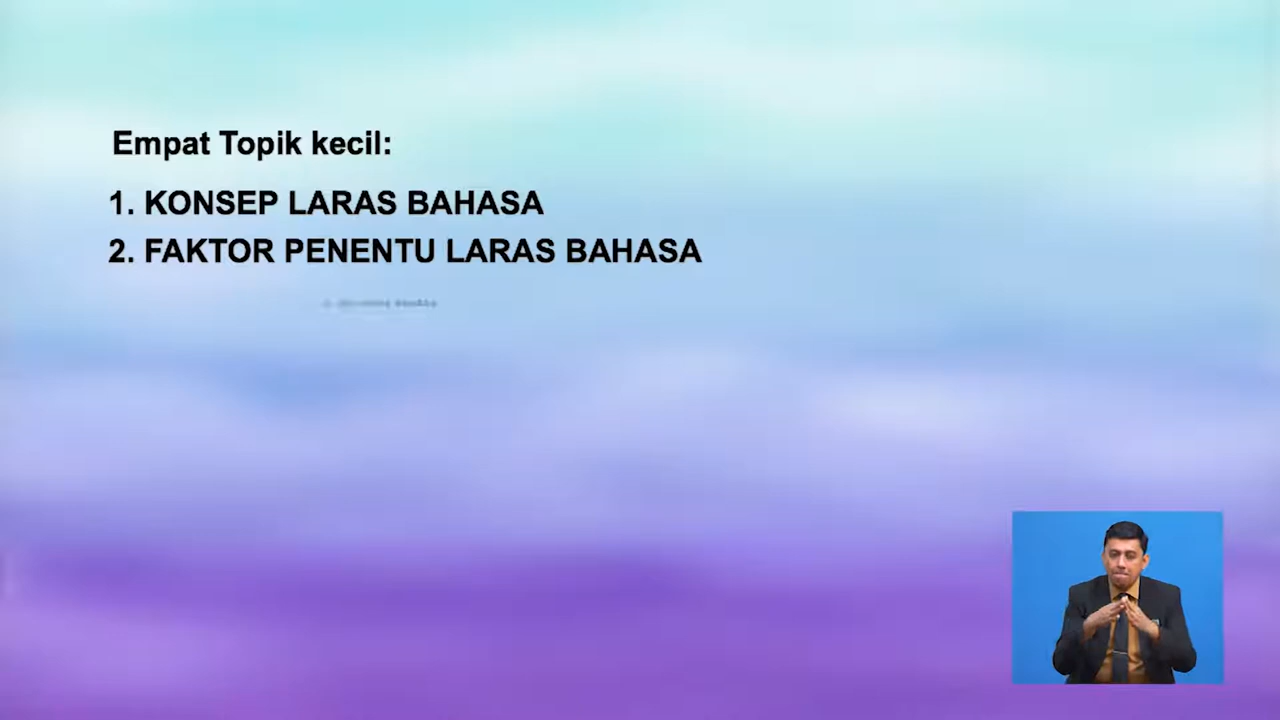 Empat Topik kecil:
1. KONSEP LARAS BAHASA
2. FAKTOR PENENTU LARAS BAHASA